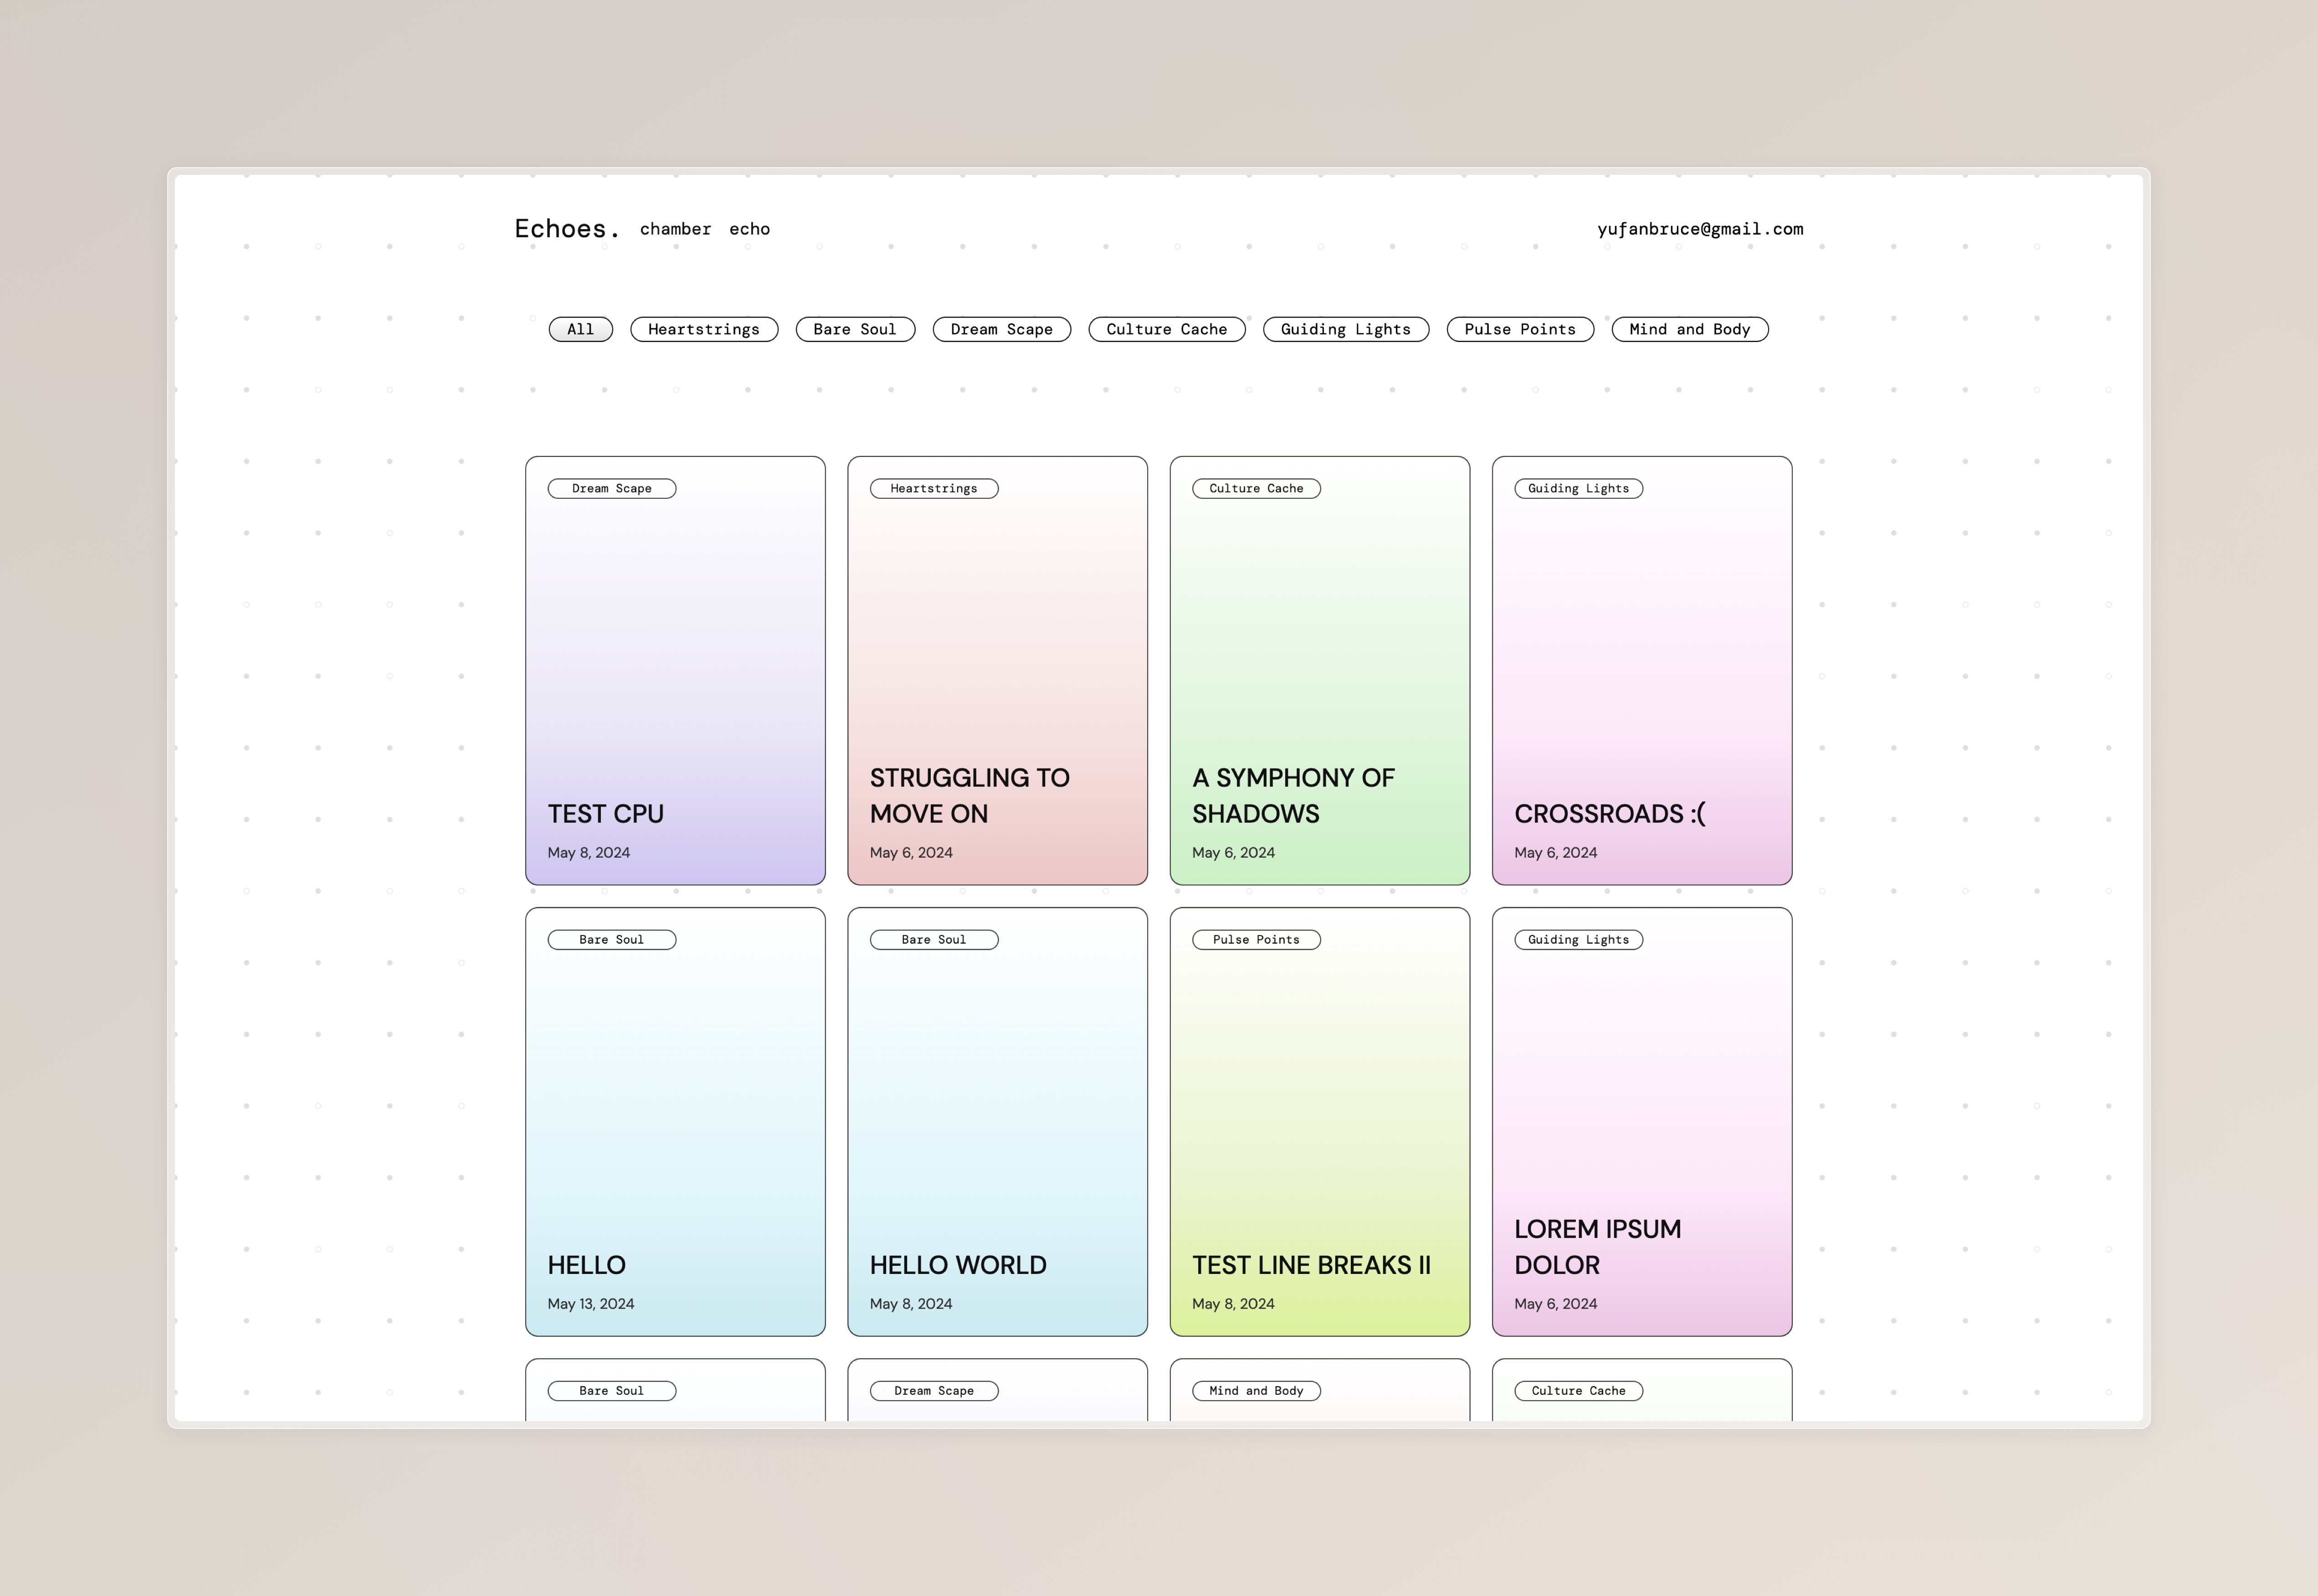 Echoes. chamber echo yufanbruce@gmail.com
All Heartstrings Bare Soul Dream Scape Culture Cache Guiding Lights Pulse Points Mind and Body
Dream Scape
TEST CPU
May 8, 2024
Heartstrings
STRUGGLING TO
MOVE ON
May 6, 2024
Culture Cache
A SYMPHONY OF
SHADOWS
May 6, 2024
Guiding Lights
CROSSROADS :(
May 6, 2024
Bare Soul
HELLO
May 13, 2024
Bare Soul
HELLO WORLD
May 8, 2024
Pulse Points
TEST LINE BREAKS II
May 8, 2024
Guiding Lights
LOREM IPSUM
DOLOR
May 6, 2024
Bare Soul
Dream Scape
Mind and Body
Culture Cache